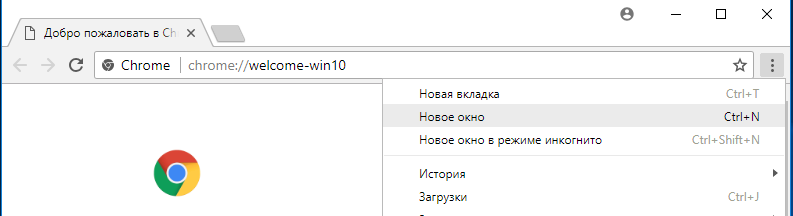 Добро пожаловать в Ch
Chrome chrome://welcome-win10
Новая вкладка Ctrl+T
Новое окно Ctrl+N
Новое окно в режиме инкогнито Ctrl+Shift+N
История
Загрузки Ctrl+J